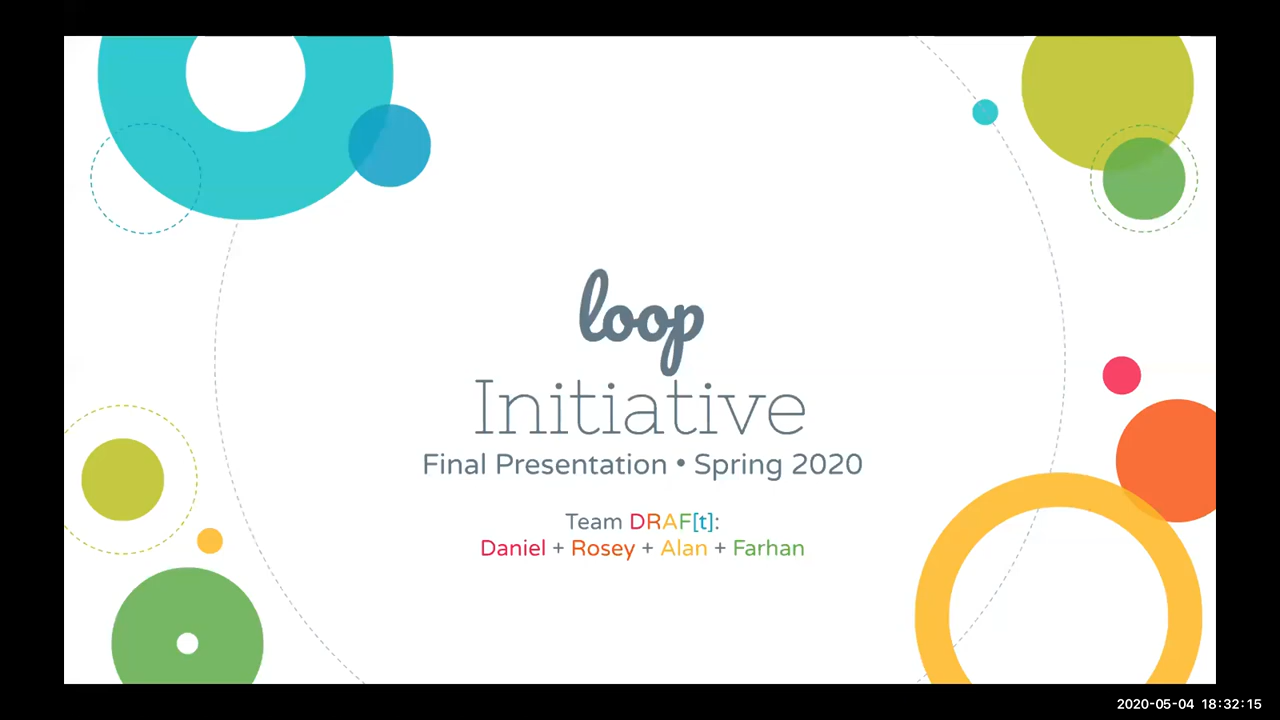 loop
Initiative
Final Presentation • Spring 2020
Team DRAF[t]:
Daniel + Rosey + Alan + Farhan
2020-05-04 18:32:15